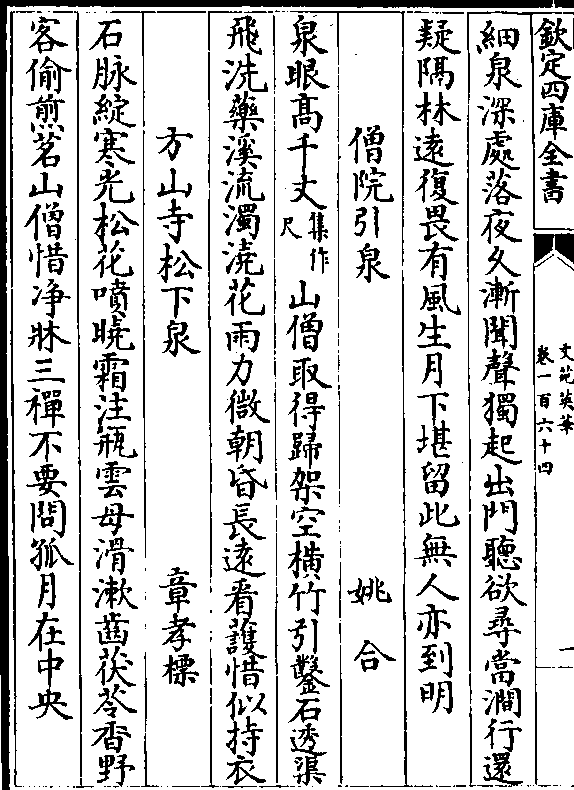 欽定四庫全書
文苑英華
卷一百六十四
一
細泉深處落夜久漸聞聲獨起出門聽欲尋當澗行還
疑隔林遠復畏有風生月下堪留此無人亦到明
僧院引泉 姚合
泉眼高千丈集作尺山僧取得歸架空橫竹引鑿石透渠
飛洗藥溪流濁澆花雨力微朝昏長遠看護惜似持衣
方山寺松下泉 章孝標
石脉綻寒光松花噴曉霜注瓶雲母滑漱齒茯苓香野
客偷煎茗山僧惜净牀三禪不要問孤月在中央